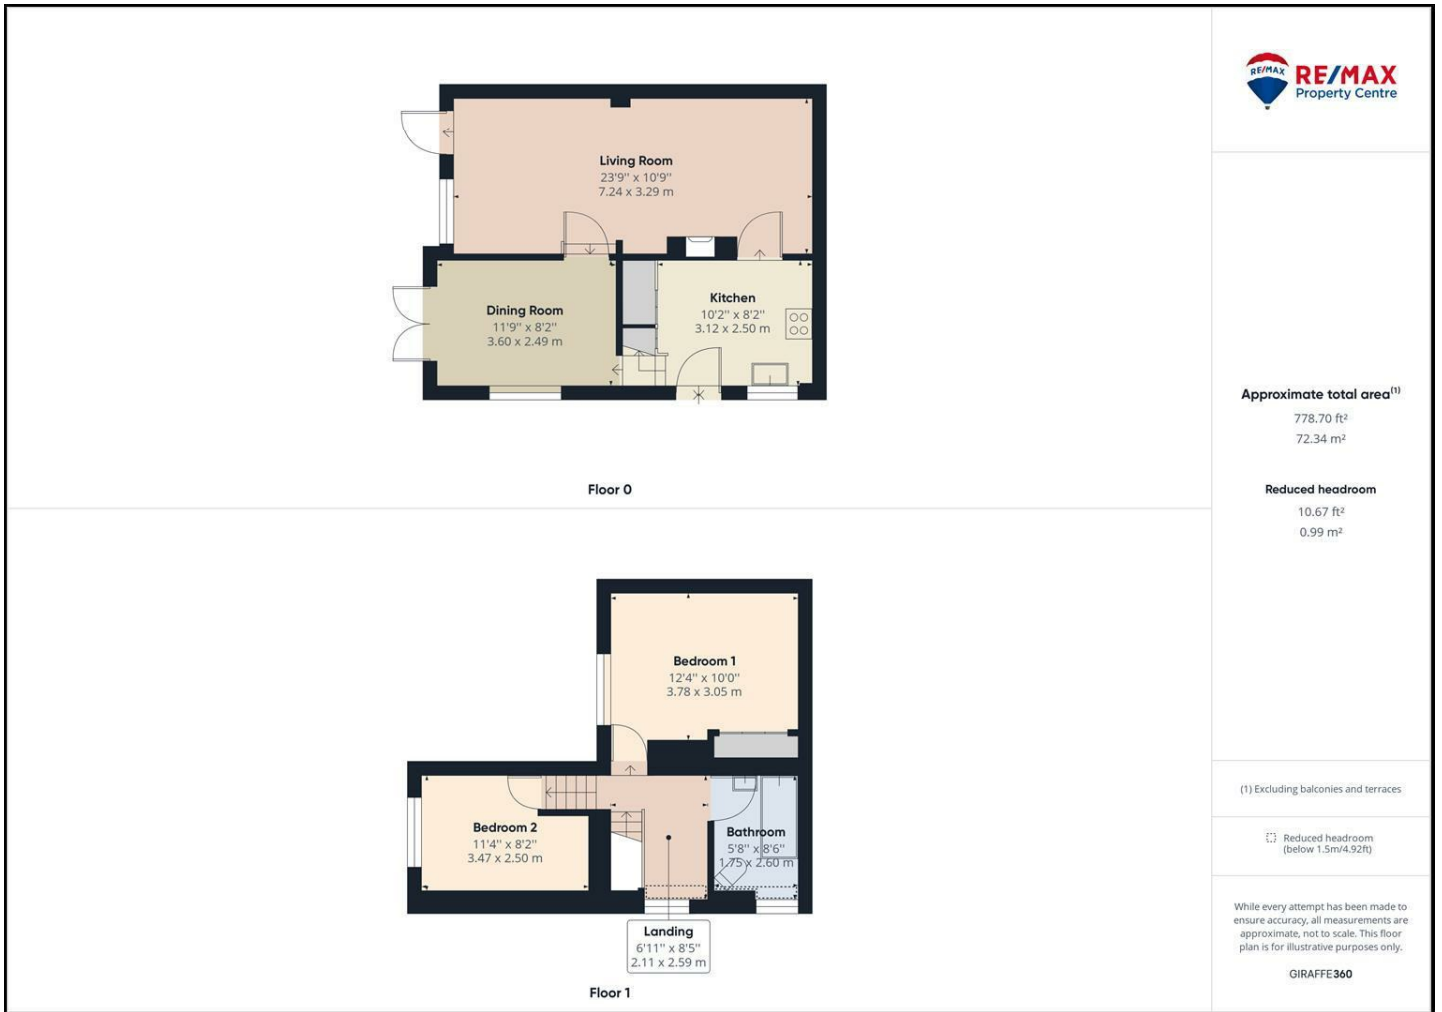 Living Room
23'9'' x 10'9''
7.24 x 3.29 m
Dining Room
11'9'' x 8'2''
3.60 x 2.49 m
Kitchen
10'2'' x 8'2''
3.12 x 2.50 m
Floor 0
Bedroom 1
12'4'' x 10'0''
3.78 x 3.05 m
Bedroom 2
11'4'' x 8'2''
3.47 x 2.50 m
Bathroom
5'8'' x 8'6''
1.75 x 2.60 m
Landing
6'11'' x 8'5''
2.11 x 2.59 m
Floor 1
RE/MAX
RE/MAX
Property Centre
Approximate total area(1)
778.70 ft²
72.34 m²
Reduced headroom
10.67 ft²
0.99 m²
(1) Excluding balconies and terraces
Reduced headroom
(below 1.5m/4.92ft)
While every attempt has been made to
ensure accuracy, all measurements are
approximate, not to scale. This floor
plan is for illustrative purposes only.
GIRAFFE360